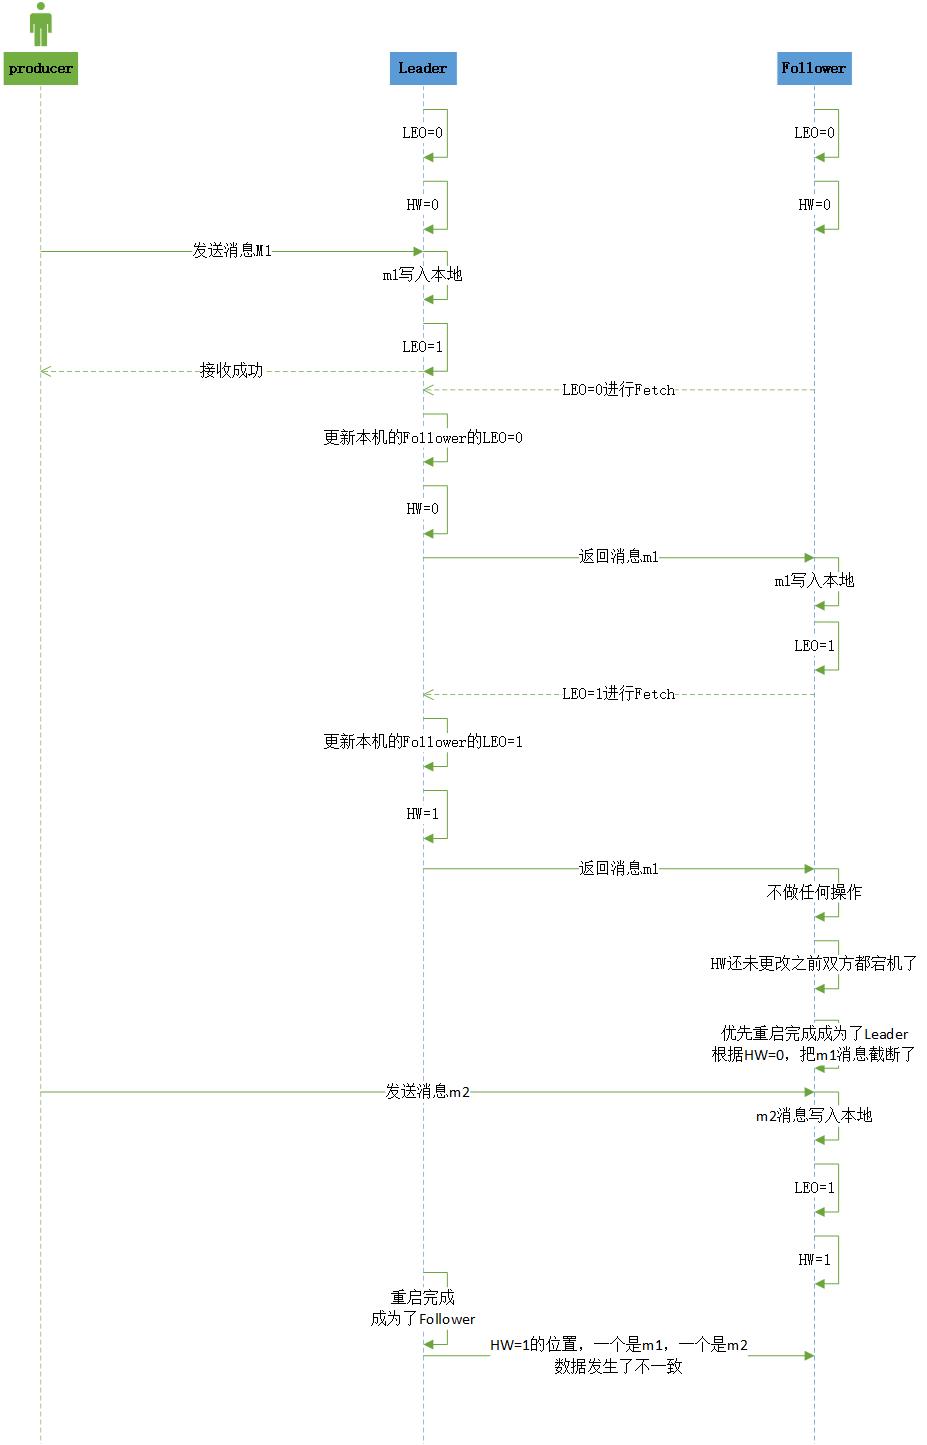 producer
Leader
Follower
LEO=0
LEO=0
HW=0
HW=0
发送消息M1
m1写入本地
LEO=1
接收成功
LEO=0进行Fetch
更新本机的Follower的LEO=0
HW=0
返回消息m1
m1写入本地
LEO=1
LEO=1进行Fetch
更新本机的Follower的LEO=1
HW=1
返回消息m1
不做任何操作
HW还未更改之前双方都宕机了
优先重启完成成为了Leader
根据HW=0，把m1消息截断了
发送消息m2
m2消息写入本地
LEO=1
HW=1
重启完成
成为了Follower
HW=1的位置，一个是m1，一个是m2
数据发生了不一致